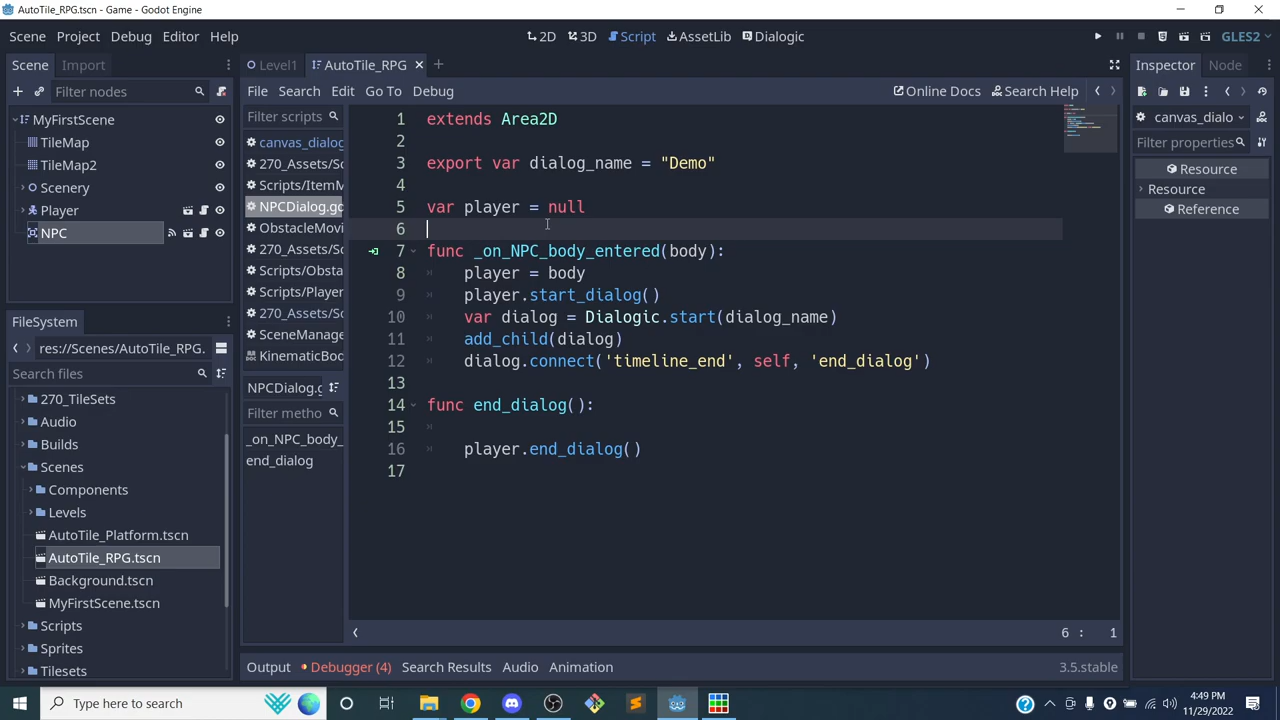 AutoTile_RPG.tscn - Game - Godot Engine
Scene Project Debug Editor Help
2D 3D Script AssetLib Dialogic
GLES2
Scene Import
Filter nodes
MyFirstScene
TileMap
TileMap2
Scenery
Player
NPC
FileSystem
res://Scenes/AutoTile_RPG.
Search files
270_TileSets
Audio
Builds
Scenes
Components
Levels
AutoTile_Platform.tscn
AutoTile_RPG.tscn
Background.tscn
MyFirstScene.tscn
Scripts
Sprites
Tilesets
Level1 AutoTile_RPG
File Search Edit Go To Debug
Online Docs Search Help
Filter scripts
canvas_dialog
270_Assets/Sc
Scripts/ItemM
NPCDialog.gd
ObstacleMovi
270_Assets/Sc
Scripts/Obsta
Scripts/Player
270_Assets/Sc
SceneManage
KinematicBod
NPCDialog.g
Filter metho
_on_NPC_body_
end_dialog
1 extends Area2D
2
3 export var dialog_name = "Demo"
4
5 var player = null
6
7 func _on_NPC_body_entered(body):
8 player = body
9 player.start_dialog()
10 var dialog = Dialogic.start(dialog_name)
11 add_child(dialog)
12 dialog.connect('timeline_end', self, 'end_dialog')
13
14 func end_dialog():
15
16 player.end_dialog()
17
6 : 1
Output Debugger (4) Search Results Audio Animation
3.5.stable
Inspector Node
canvas_dialo
Filter properties
Resource
Resource
Reference
Type here to search
4:49 PM
11/29/2022